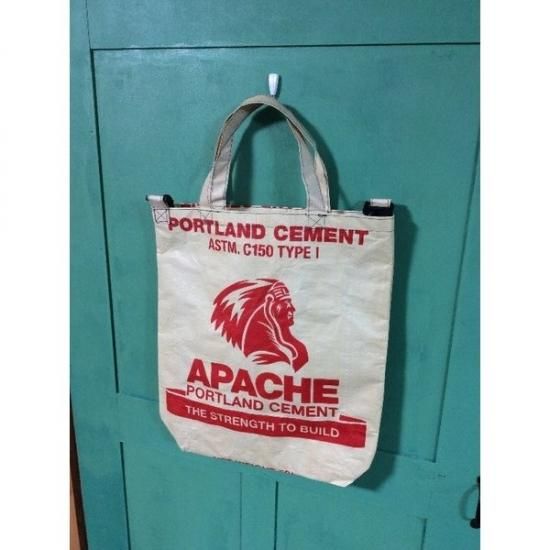 PORTLAND CEMENT
ASTM. C150 TYPE I
APACHE
PORTLAND CEMENT
THE STRENGTH TO BUILD